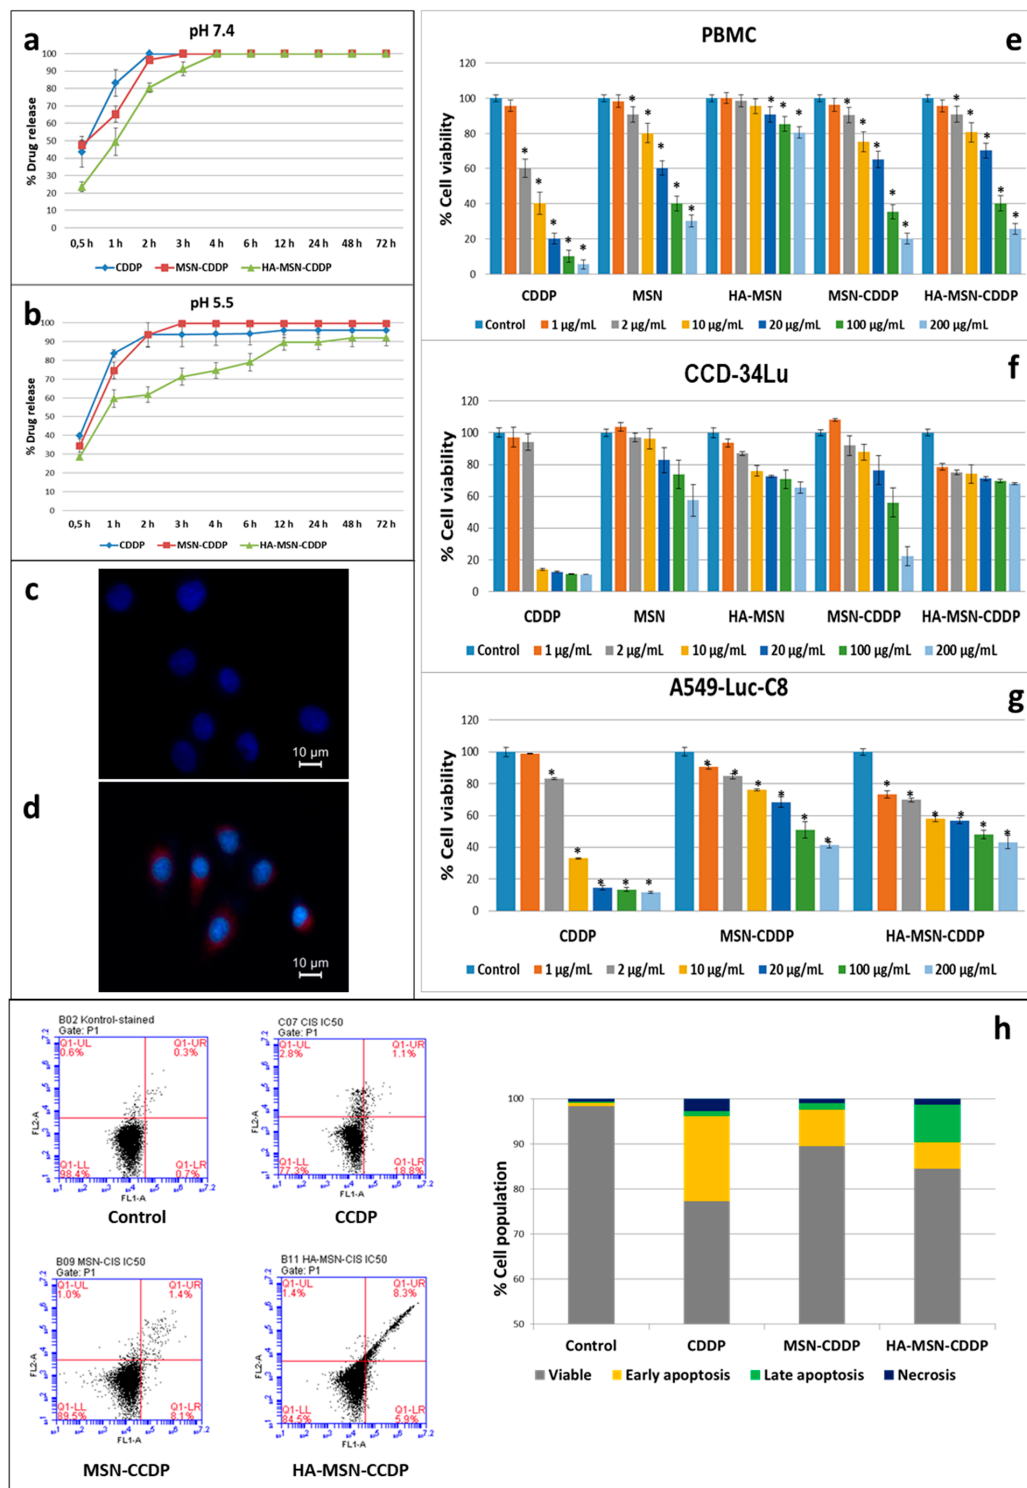 a
pH 7.4
% Drug release
100
90
80
70
60
50
40
30
20
10
0
0,5 h 1 h 2 h 3 h 4 h 6 h 12 h 24 h 48 h 72 h
CDDP MSN-CDDP HA-MSN-CDDP
b
pH 5.5
% Drug release
100
90
80
70
60
50
40
30
20
10
0
0,5 h 1 h 2 h 3 h 4 h 6 h 12 h 24 h 48 h 72 h
CDDP MSN-CDDP HA-MSN-CDDP
c
10 μm
d
10 μm
PBMC
e
% Cell viability
120
100
80
60
40
20
0
* * * * *
* * * * *
* * *
* * * * *
* * * * *
CDDP MSN HA-MSN MSN-CDDP HA-MSN-CDDP
Control 1 μg/mL 2 μg/mL 10 μg/mL 20 μg/mL 100 μg/mL 200 μg/mL
CCD-34Lu
f
% Cell viability
120
100
80
60
40
20
0
CDDP MSN HA-MSN MSN-CDDP HA-MSN-CDDP
Control 1 μg/mL 2 μg/mL 10 μg/mL 20 μg/mL 100 μg/mL 200 μg/mL
A549-Luc-C8
g
% Cell viability
120
100
80
60
40
20
0
* * * * *
* * * * * *
* * * * * *
CDDP MSN-CDDP HA-MSN-CDDP
Control 1 μg/mL 2 μg/mL 10 μg/mL 20 μg/mL 100 μg/mL 200 μg/mL
B02 Kontrol-stained
Gate: P1
Q1-UL
0.6%
Q1-UR
0.3%
Q1-LL
98.4%
Q1-LR
0.7%
FL2-A
FL1-A
Control
C07 CIS IC50
Gate: P1
Q1-UL
2.8%
Q1-UR
1.1%
Q1-LL
77.3%
Q1-LR
18.8%
FL2-A
FL1-A
CCDP
B09 MSN-CIS IC50
Gate: P1
Q1-UL
1.0%
Q1-UR
1.4%
Q1-LL
89.5%
Q1-LR
8.1%
FL2-A
FL1-A
MSN-CCDP
B11 HA-MSN-CIS IC50
Gate: P1
Q1-UL
1.4%
Q1-UR
8.3%
Q1-LL
84.5%
Q1-LR
5.9%
FL2-A
FL1-A
HA-MSN-CCDP
h
% Cell population
100
90
80
70
60
50
Control CDDP MSN-CDDP HA-MSN-CDDP
Viable Early apoptosis Late apoptosis Necrosis